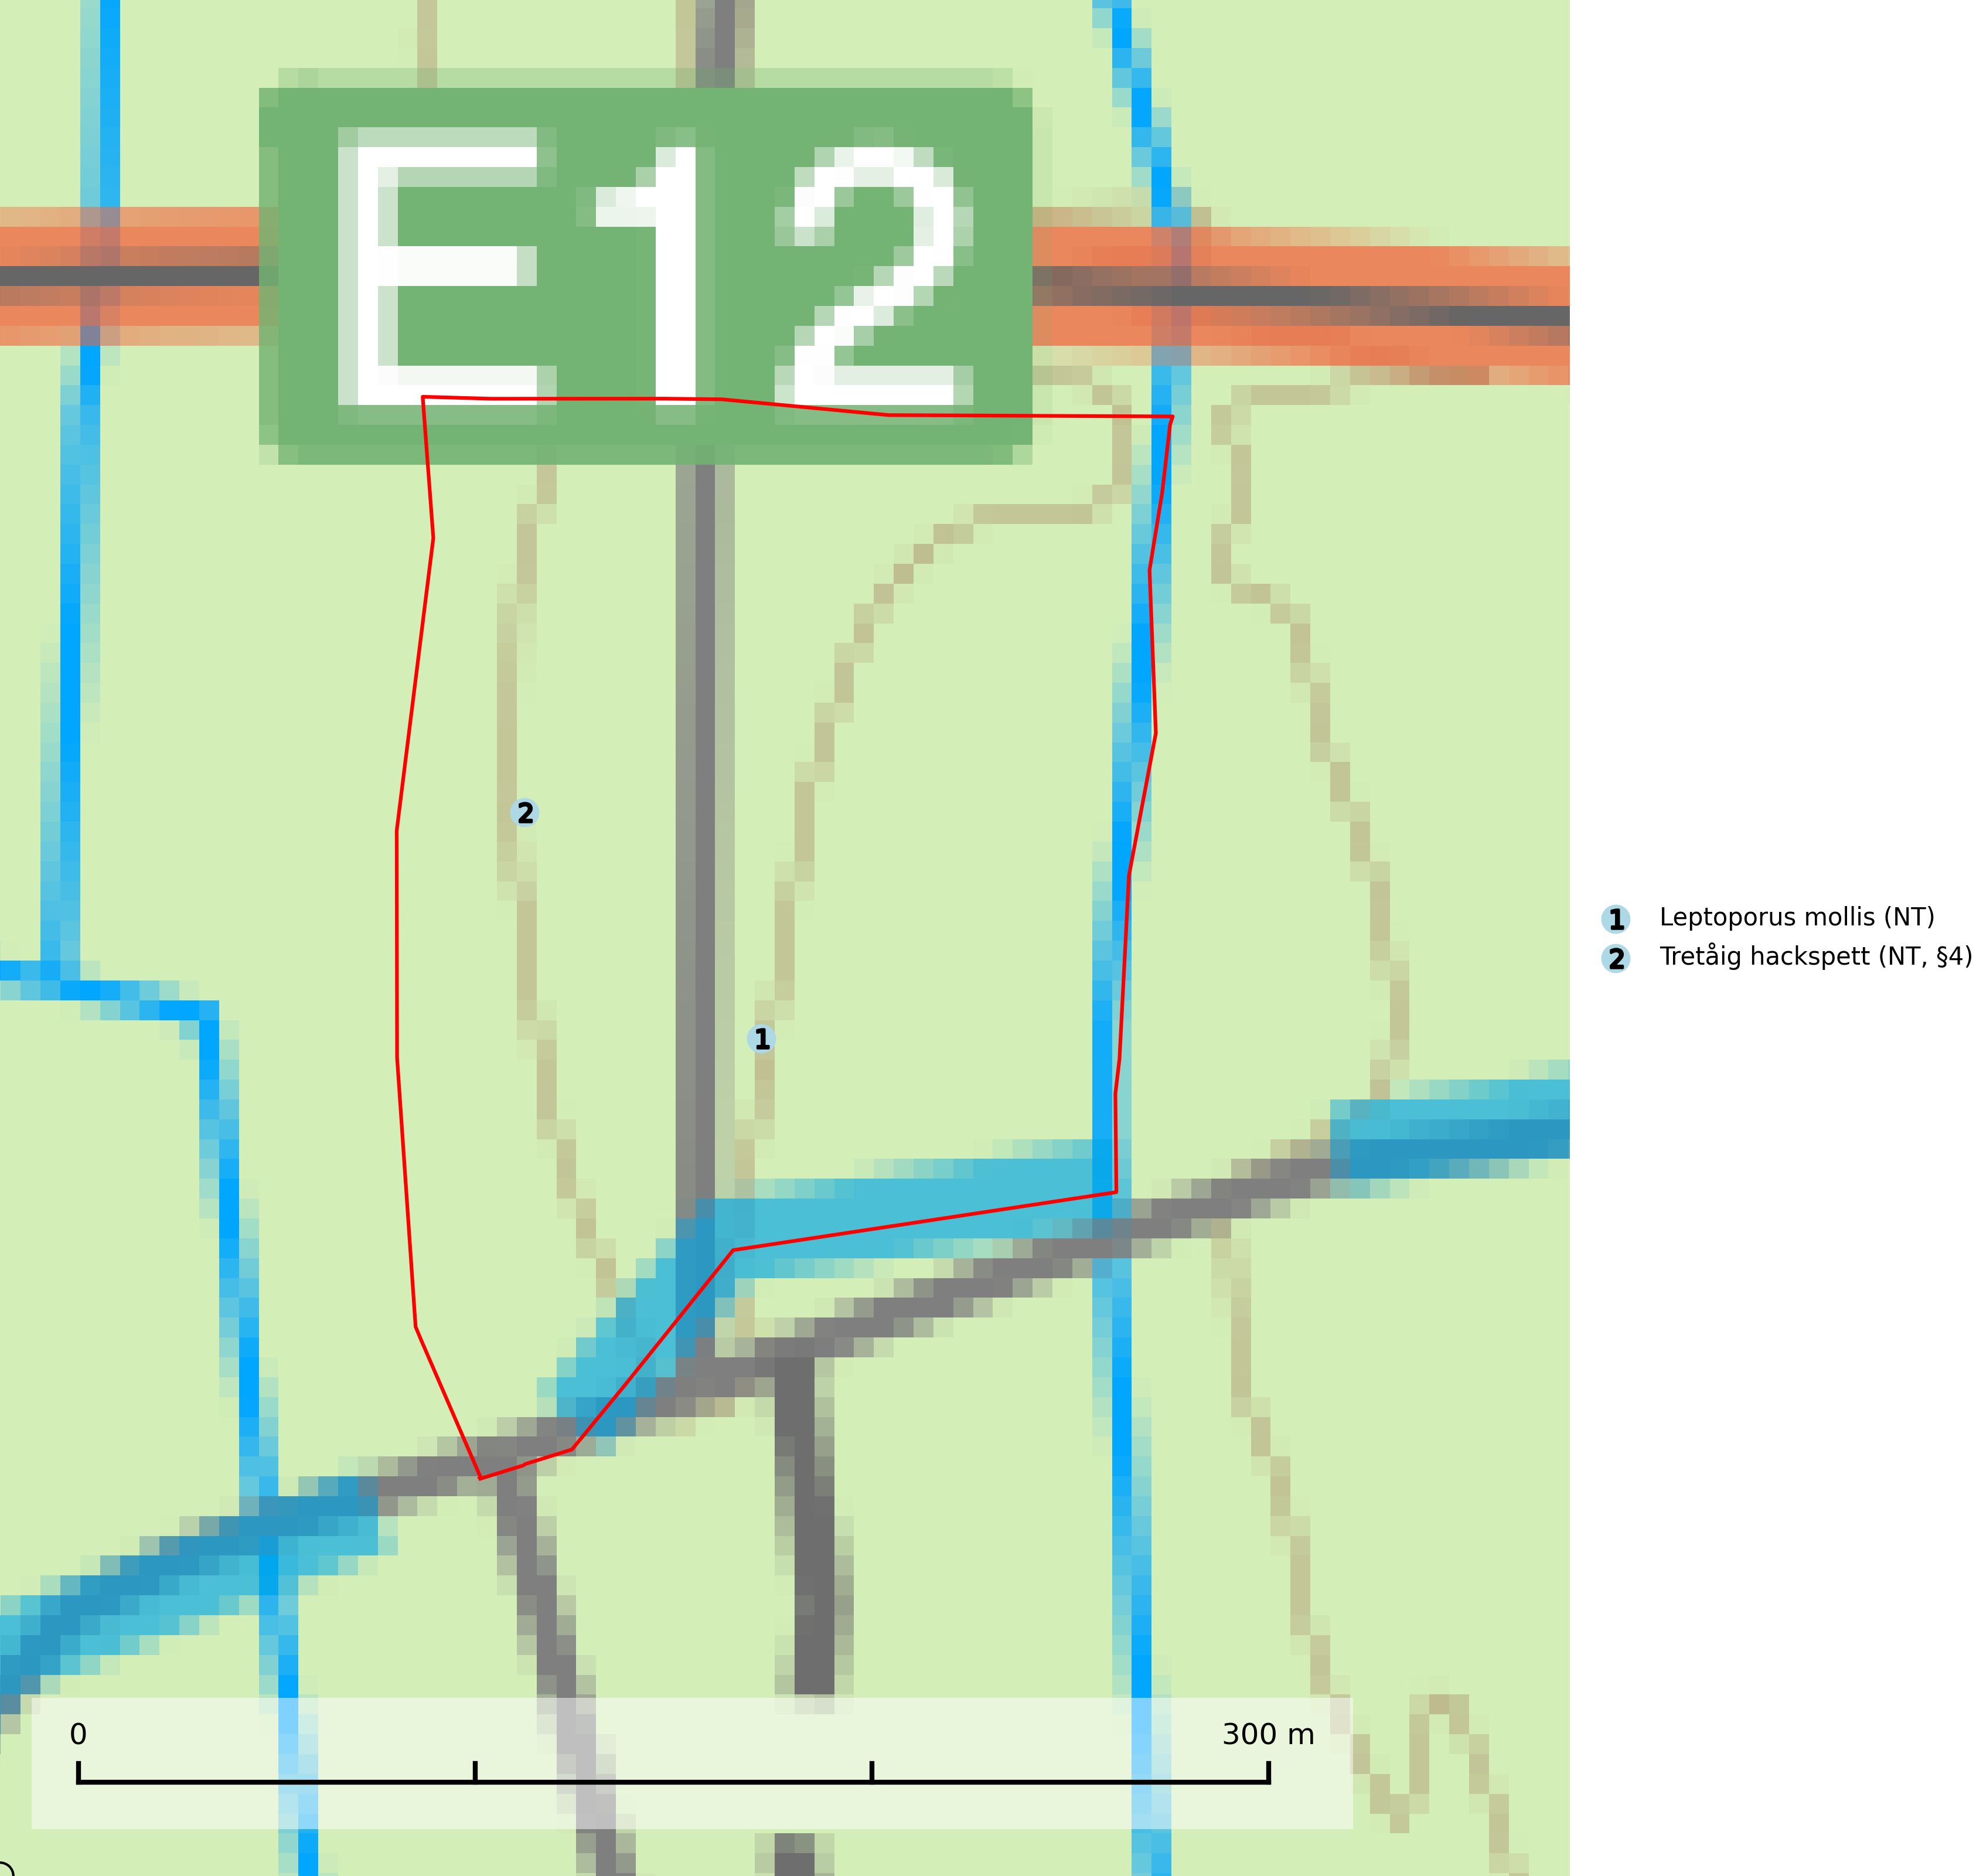 E12
2
1
1 Leptoporus mollis (NT)
2 Tretåig hackspett (NT, §4)
0 300 m